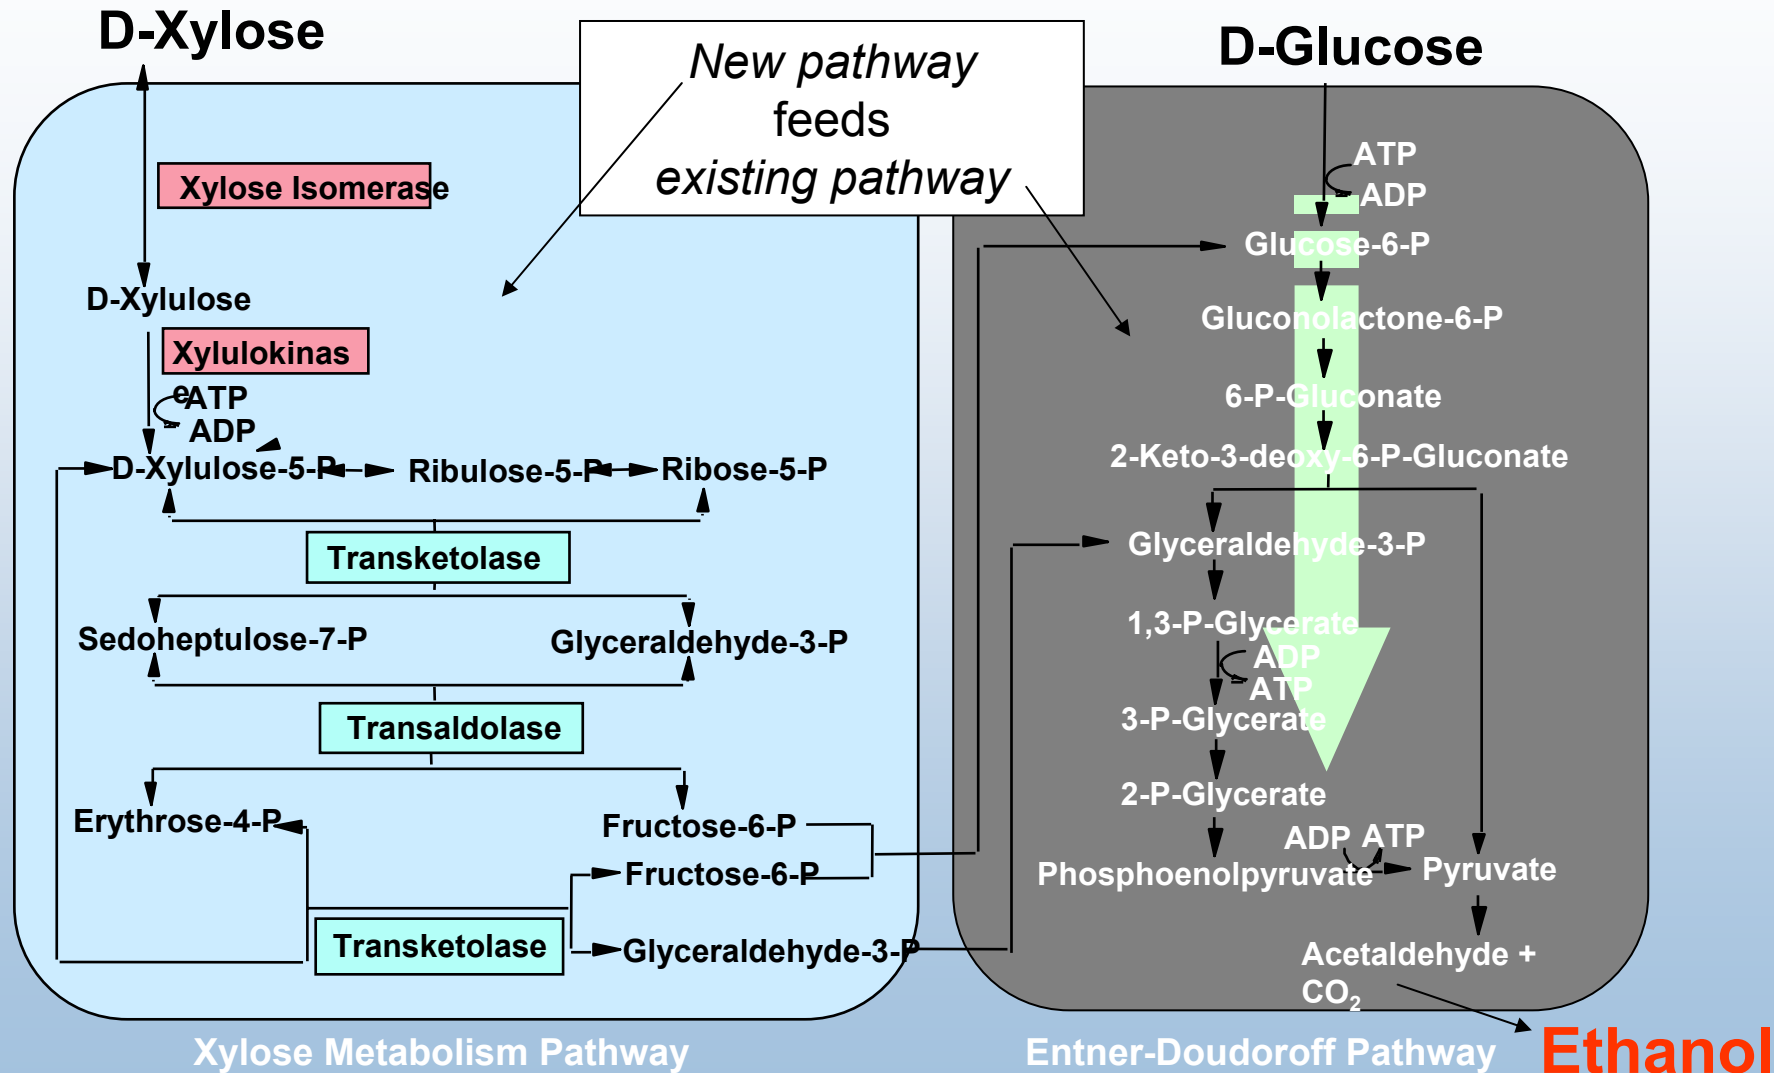 D-Xylose
New pathway
feeds
existing pathway
D-Glucose
Xylose Isomerase
D-Xylulose
Xylulokinas
e
ATP
ADP
D-Xylulose-5-P
Ribulose-5-P
Ribose-5-P
Transketolase
Sedoheptulose-7-P
Glyceraldehyde-3-P
Transaldolase
Erythrose-4-P
Fructose-6-P
Fructose-6-P
Transketolase
Glyceraldehyde-3-P
Xylose Metabolism Pathway
ATP
ADP
Glucose-6-P
Gluconolactone-6-P
6-P-Gluconate
2-Keto-3-deoxy-6-P-Gluconate
Glyceraldehyde-3-P
1,3-P-Glycerate
ADP
ATP
3-P-Glycerate
2-P-Glycerate
ADP ATP
Phosphoenolpyruvate
Pyruvate
Acetaldehyde +
CO2
Entner-Doudoroff Pathway
Ethanol